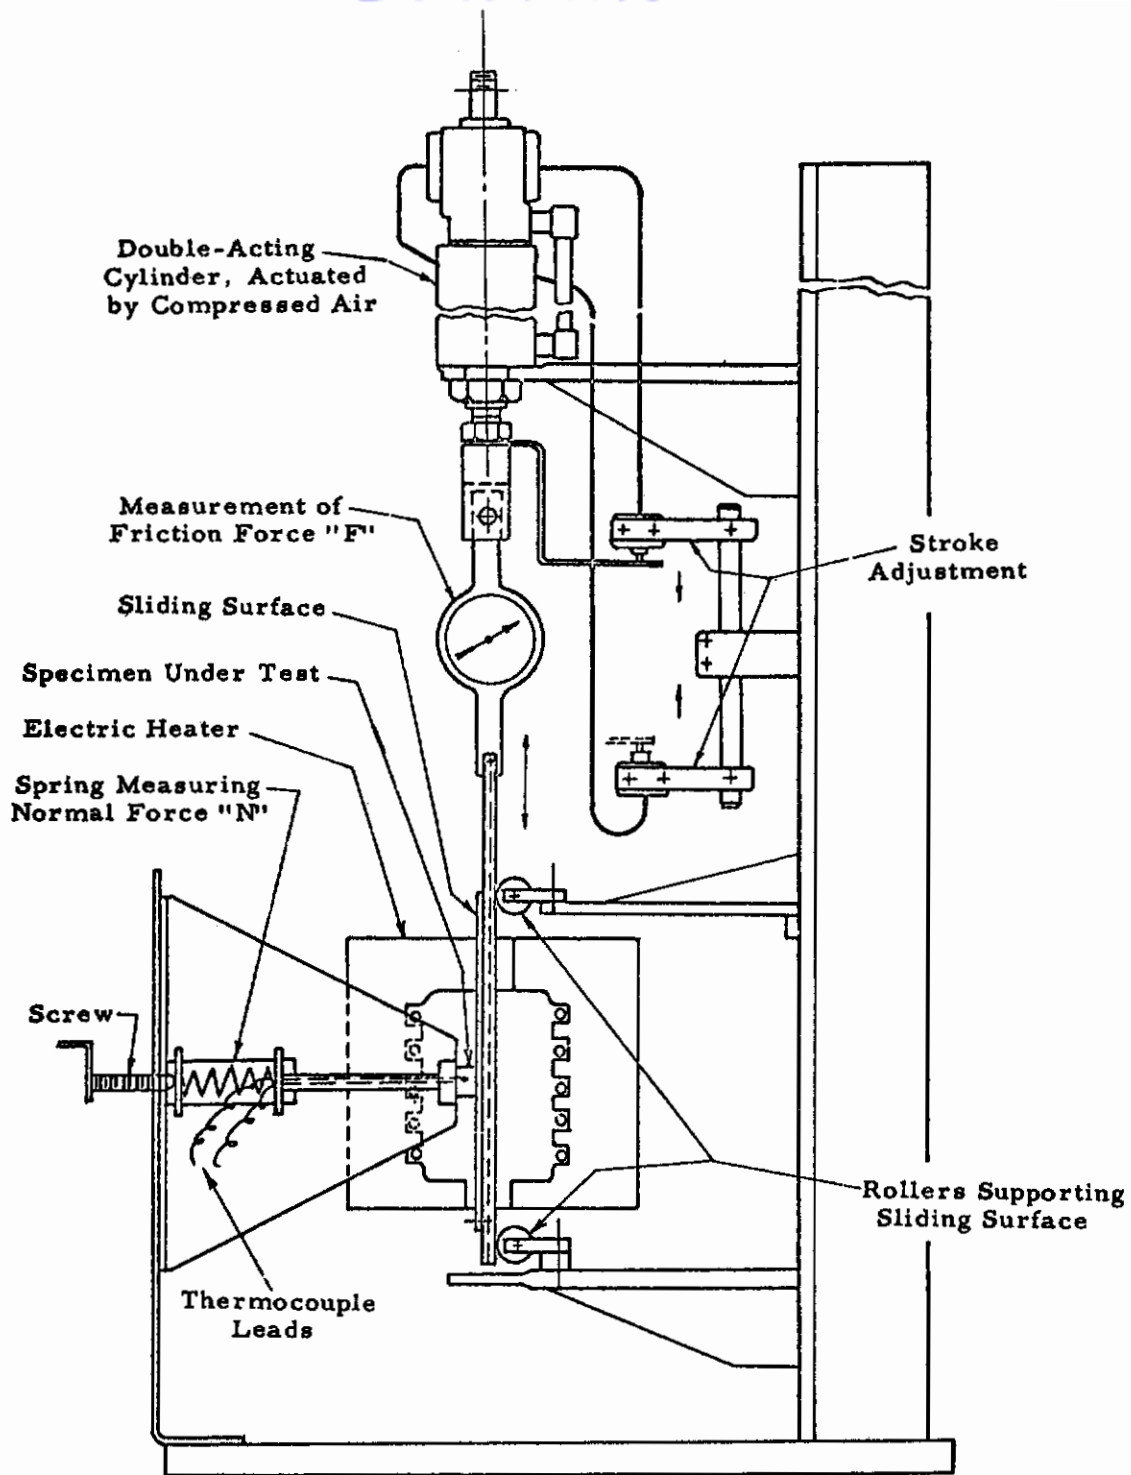 Double-Acting
Cylinder, Actuated
by Compressed Air
Measurement of
Friction Force "F"
Stroke
Adjustment
Sliding Surface
Specimen Under Test
Electric Heater
Spring Measuring
Normal Force "N"
Screw
Rollers Supporting
Sliding Surface
Thermocouple
Leads